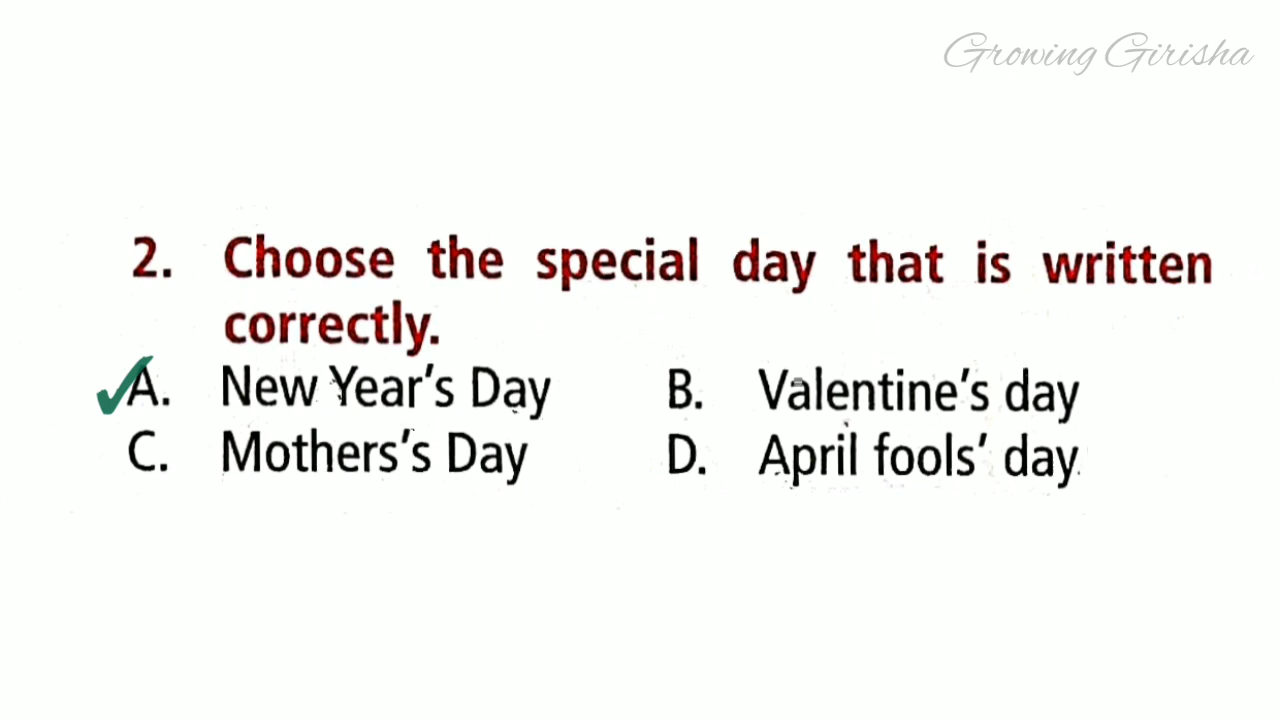 Growing Girisha
2. Choose the special day that is written
correctly.
A. New Year's Day B. Valentine's day
C. Mothers's Day D. April fools' day